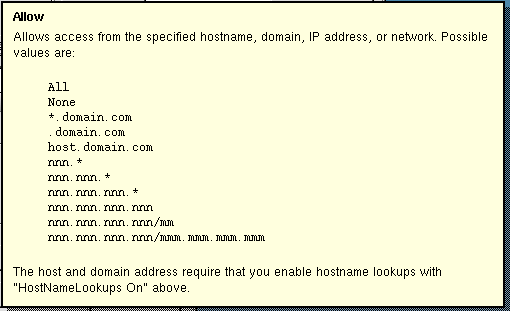 Allow
Allows access from the specified hostname, domain, IP address, or network. Possible
values are:
All
None
*.domain.com
.domain.com
host.domain.com
nnn.*
nnn.nnn.*
nnn.nnn.nnn.*
nnn.nnn.nnn.nnn
nnn.nnn.nnn.nnn/mm
nnn.nnn.nnn.nnn/mmm.mmm.mmm.mmm
The host and domain address require that you enable hostname lookups with
"HostNameLookups On" above.